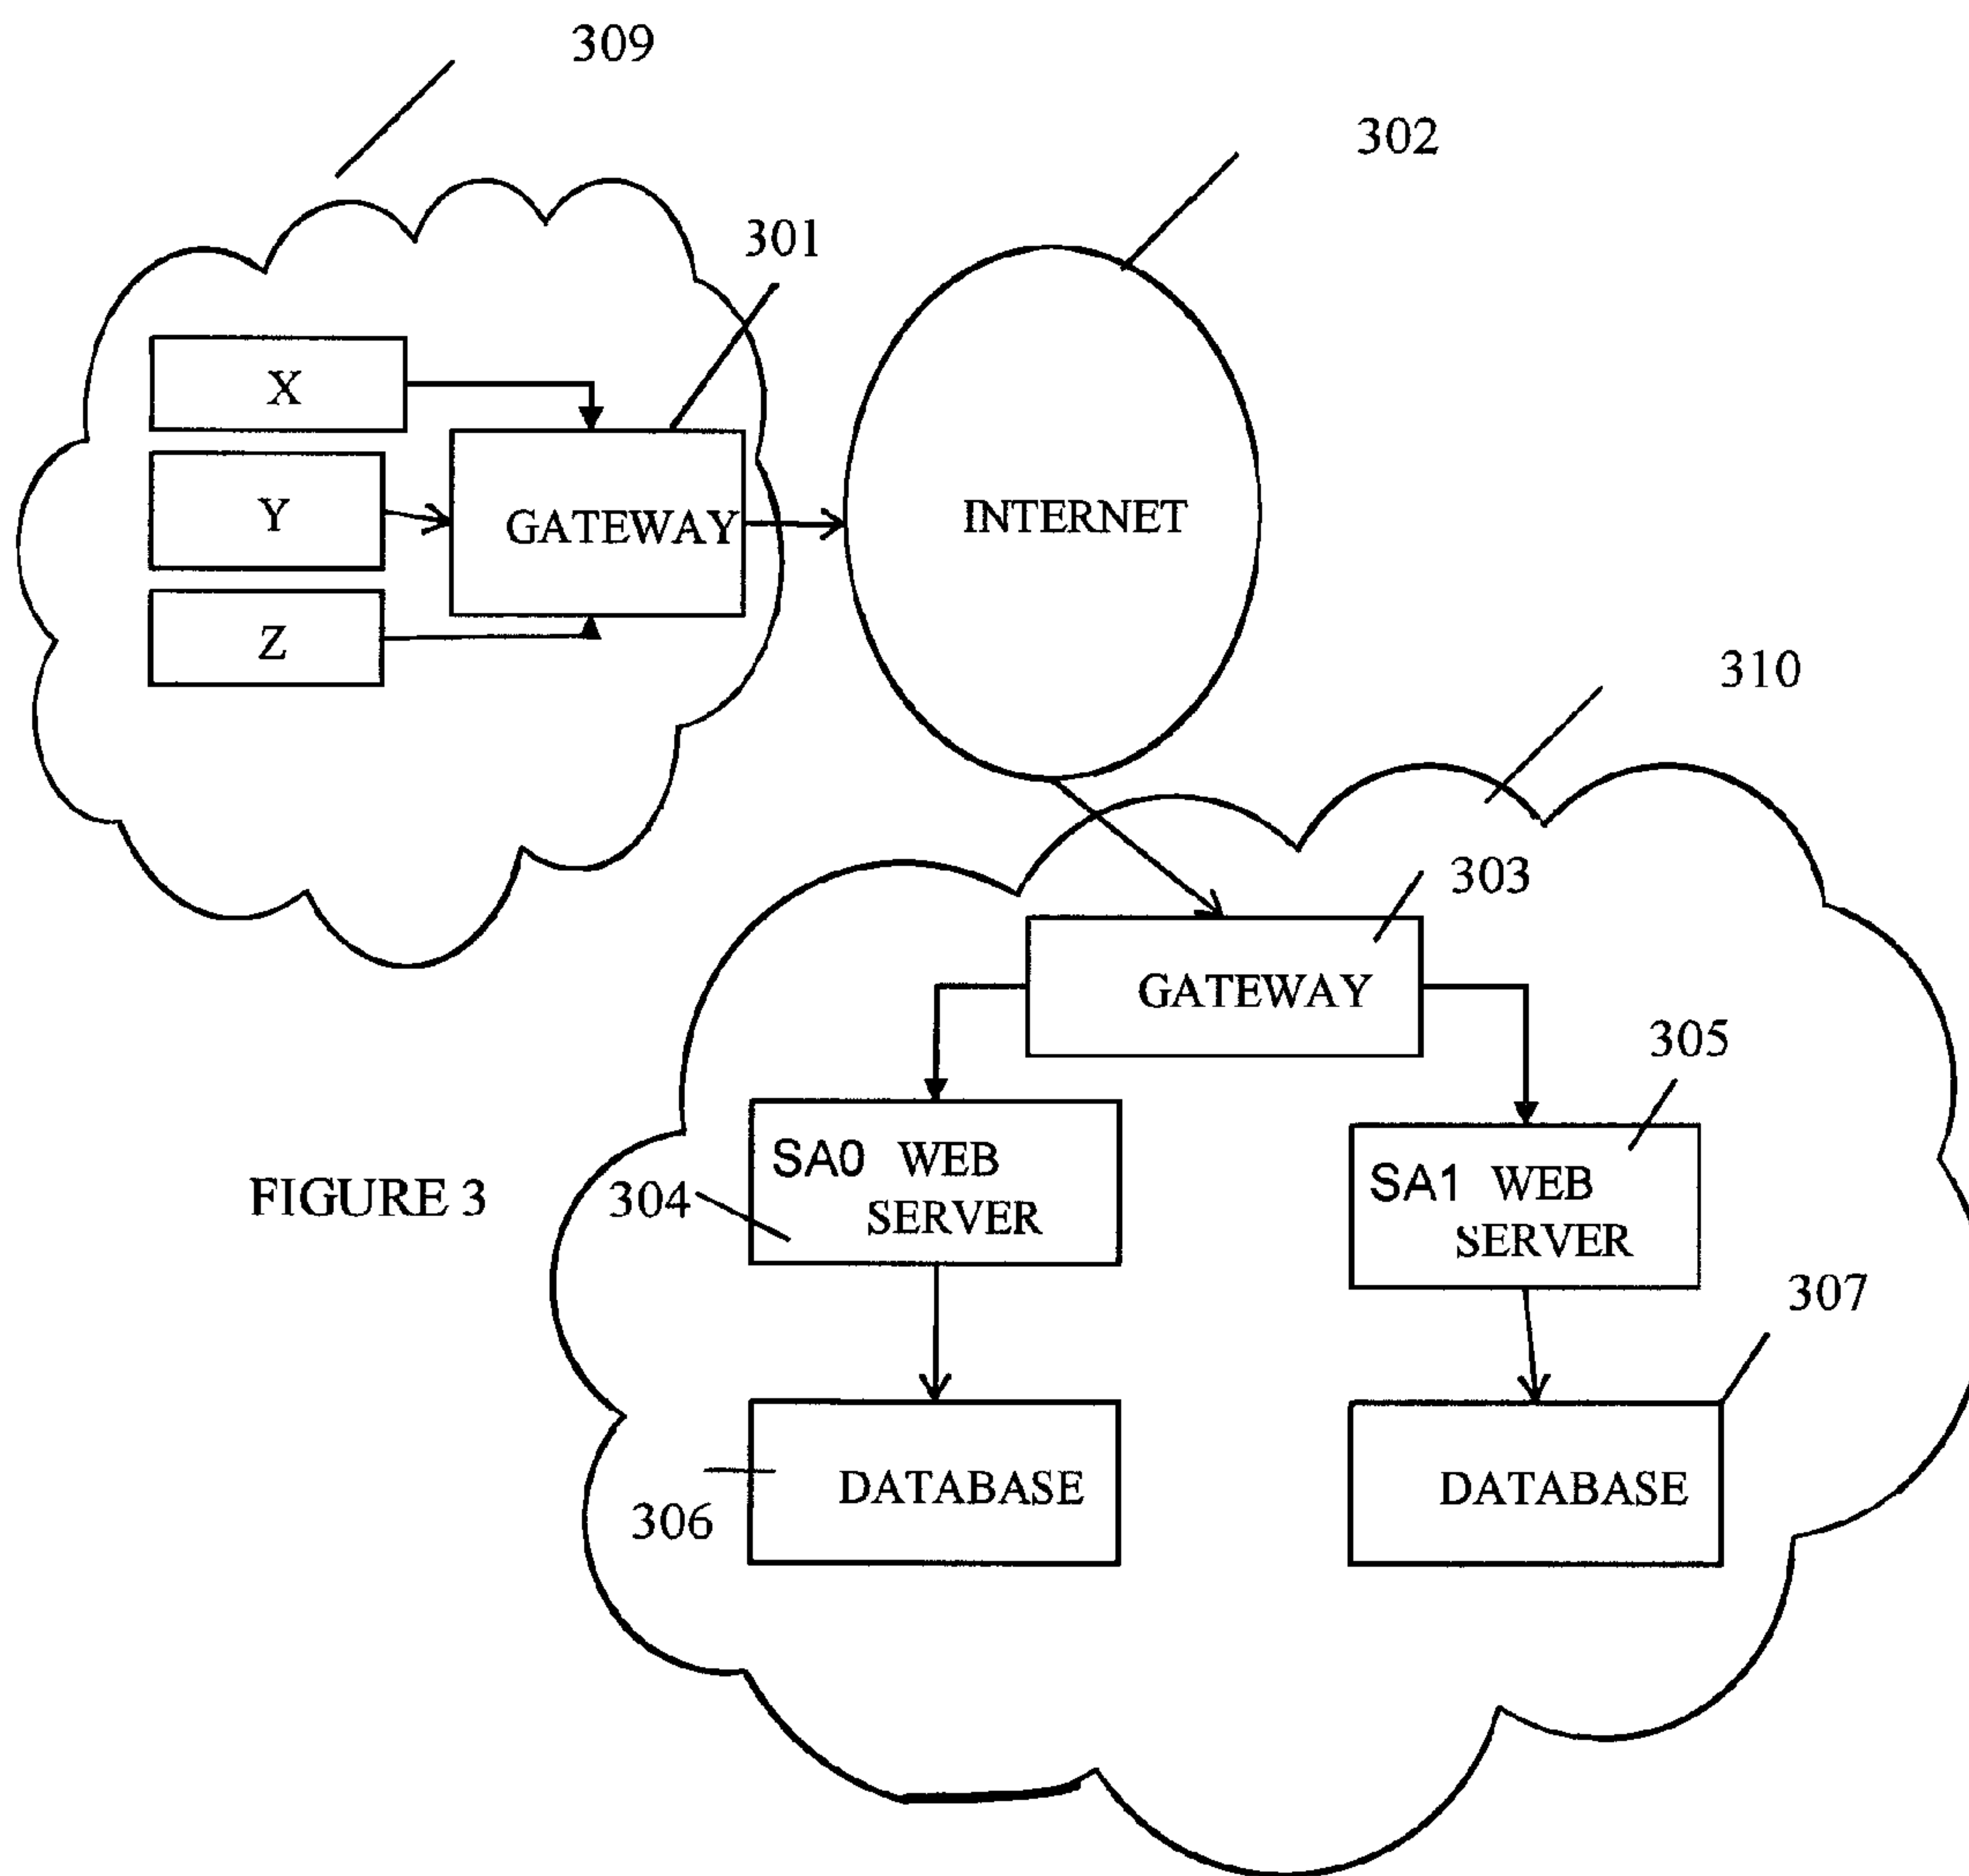 309
302
301
X
Y
GATEWAY
INTERNET
Z
310
303
GATEWAY
305
SA0 WEB
SERVER
SA1 WEB
SERVER
FIGURE 3
304
307
DATABASE
DATABASE
306